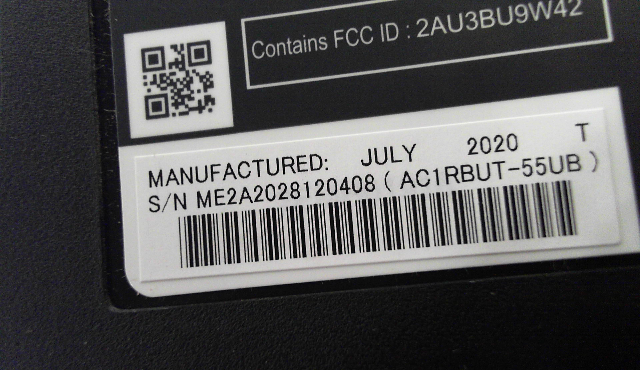 Contains FCC ID : 2AU3BU9W42
MANUFACTURED: JULY 2020 T
S/N ME2A2028120408 ( AC1RBUT-55UB )